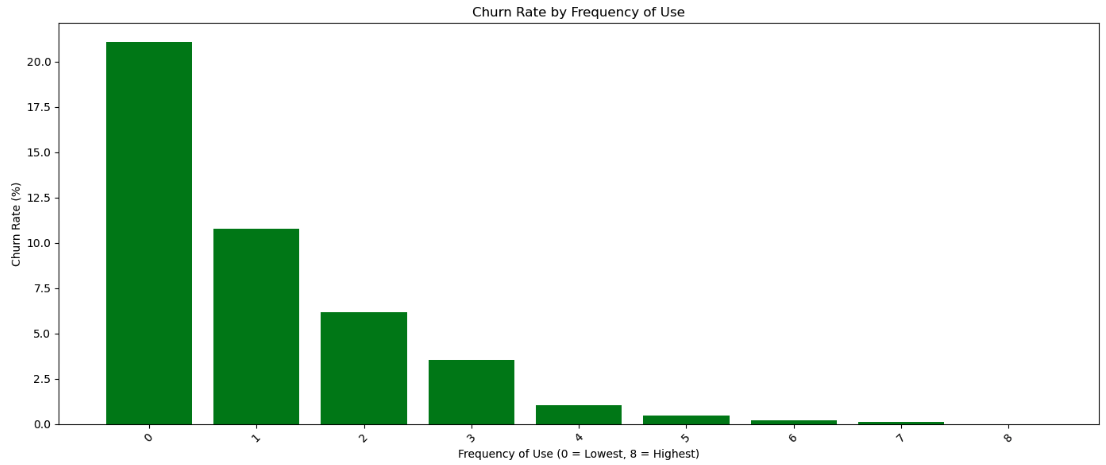 Churn Rate by Frequency of Use
Churn Rate (%)
20.0
17.5
15.0
12.5
10.0
7.5
5.0
2.5
0.0
0 1 2 3 4 5 6 7 8
Frequency of Use (0 = Lowest, 8 = Highest)